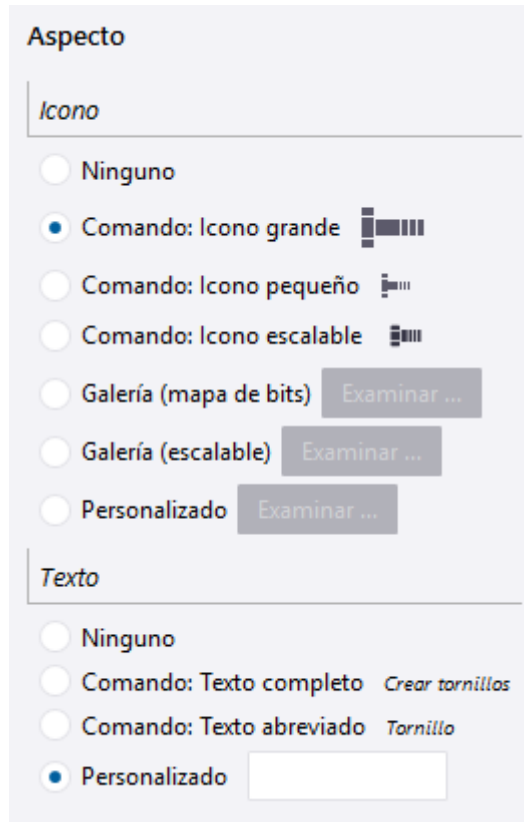 Aspecto
Icono
Ninguno
Comando: Icono grande
Comando: Icono pequeño
Comando: Icono escalable
Galería (mapa de bits) Examinar ...
Galería (escalable) Examinar ...
Personalizado Examinar ...
Texto
Ninguno
Comando: Texto completo Crear tornillos
Comando: Texto abreviado Tornillo
Personalizado